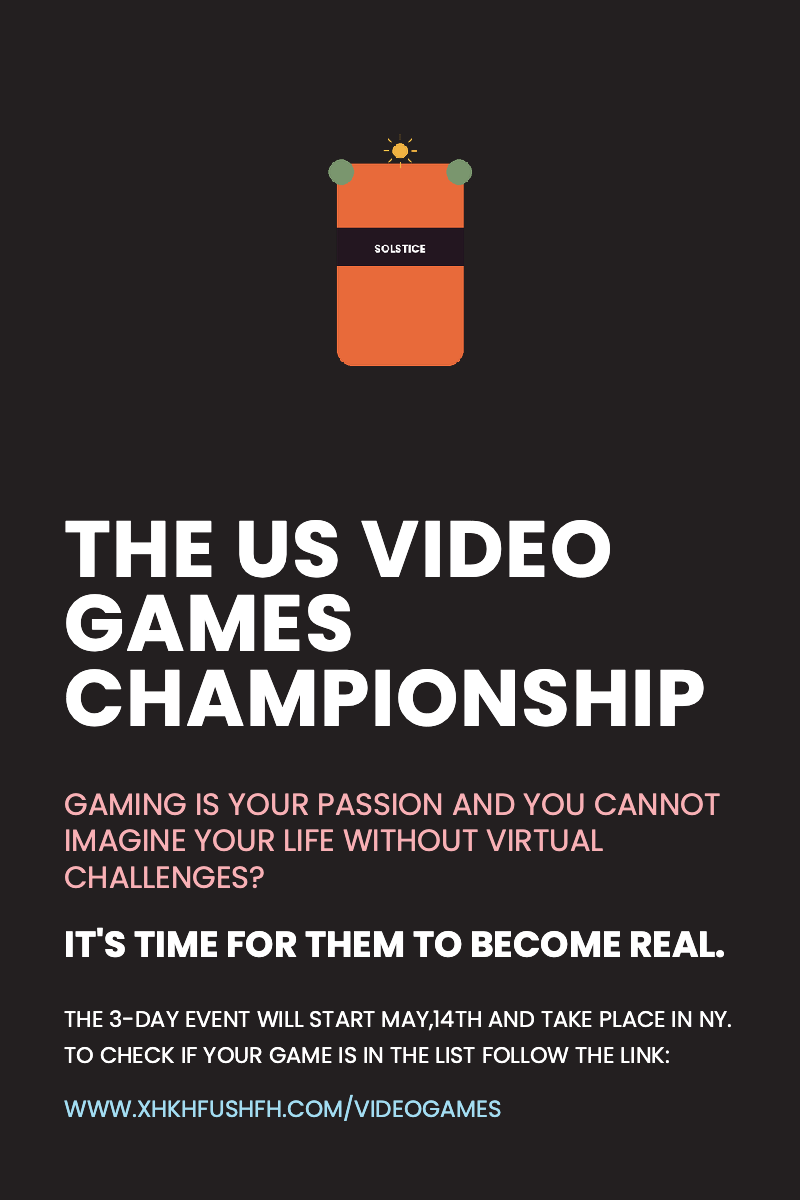 SOLSTICE
THE US VIDEO
GAMES
CHAMPIONSHIP
GAMING IS YOUR PASSION AND YOU CANNOT
IMAGINE YOUR LIFE WITHOUT VIRTUAL
CHALLENGES?
IT'S TIME FOR THEM TO BECOME REAL.
THE 3-DAY EVENT WILL START MAY,14TH AND TAKE PLACE IN NY.
TO CHECK IF YOUR GAME IS IN THE LIST FOLLOW THE LINK:
WWW.XHKHFUSHFH.COM/VIDEOGAMES